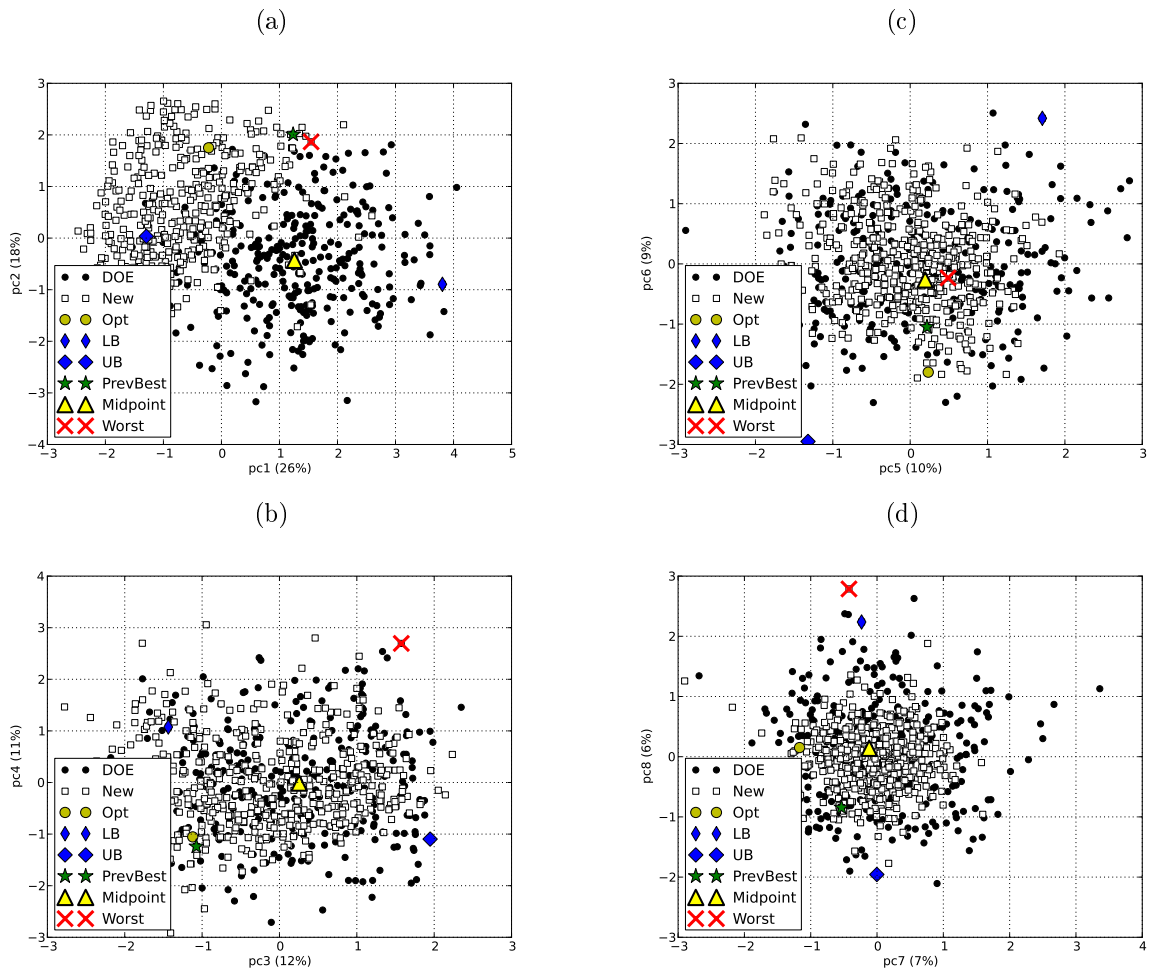 (a)
3
2
1
0
−1
−2
−3
−4
pc2 (18%)
DOE
New
Opt
LB
UB
PrevBest
Midpoint
Worst
−3 −2 −1 0 1 2 3 4 5
pc1 (26%)
(c)
3
2
1
0
−1
−2
−3
pc6 (9%)
DOE
New
Opt
LB
UB
PrevBest
Midpoint
Worst
−3 −2 −1 0 1 2 3
pc5 (10%)
(b)
4
3
2
1
0
−1
−2
−3
pc4 (11%)
DOE
New
Opt
LB
UB
PrevBest
Midpoint
Worst
−3 −2 −1 0 1 2 3
pc3 (12%)
(d)
3
2
1
0
−1
−2
−3
pc8 (6%)
DOE
New
Opt
LB
UB
PrevBest
Midpoint
Worst
−3 −2 −1 0 1 2 3 4
pc7 (7%)